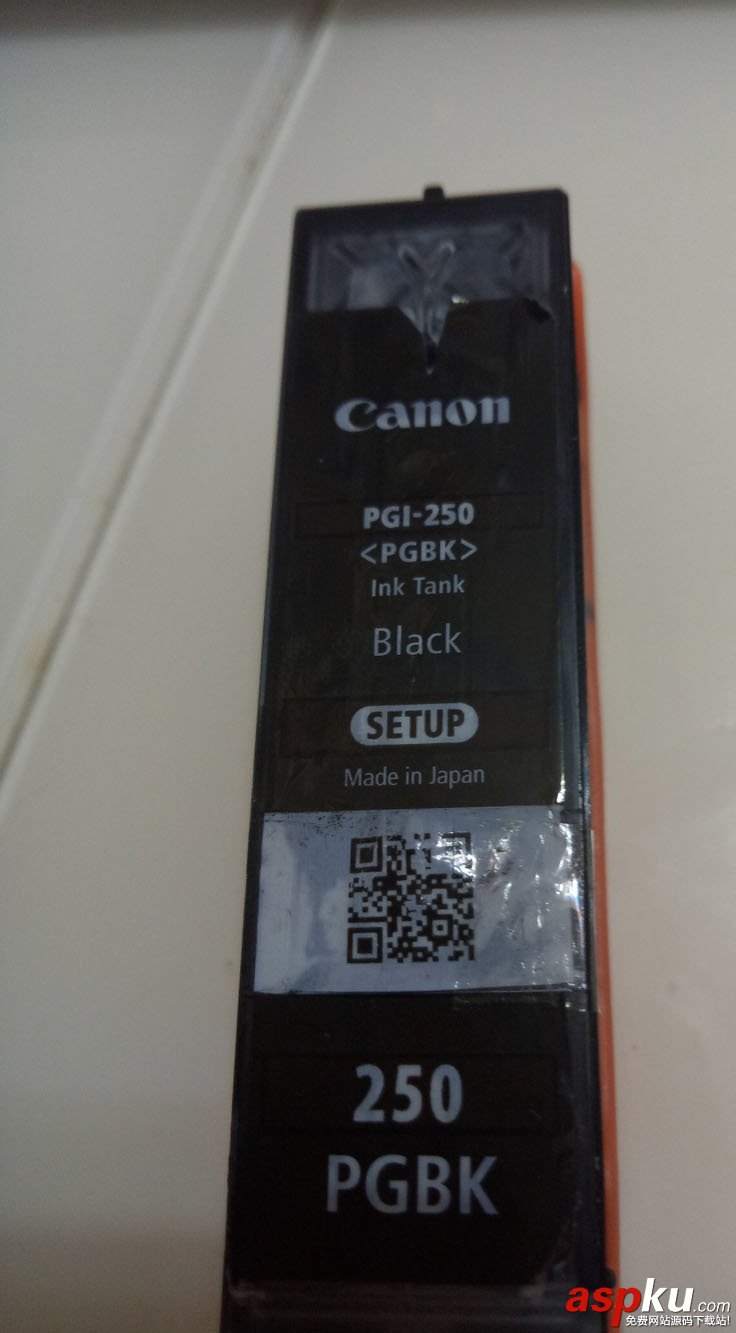 Canon
PGI-250
<PGBK>
Ink Tank
Black
SETUP
Made in Japan
250
PGBK
aspku.com
免费网站源码下载站!